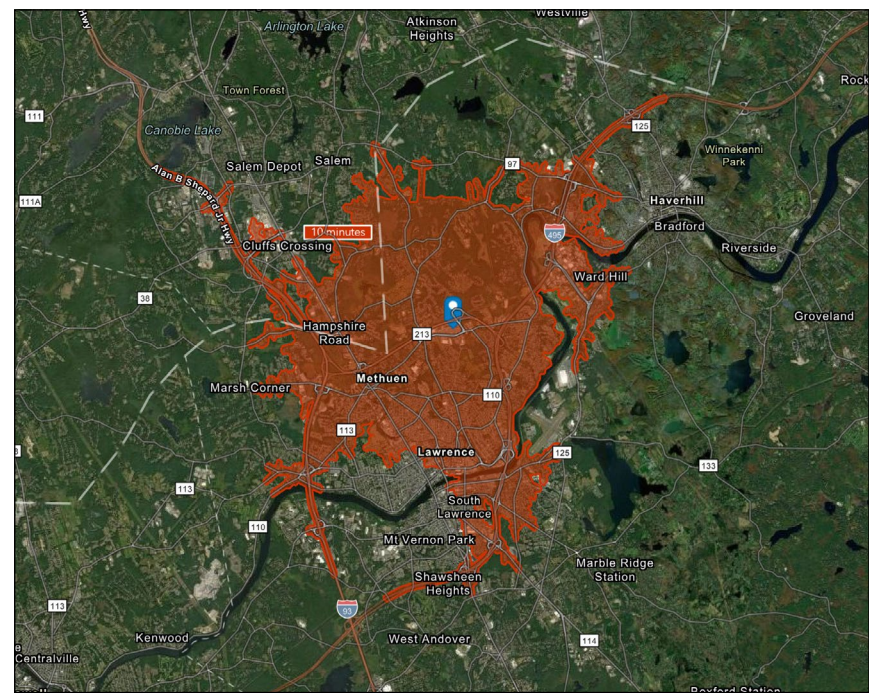 Hwy
Arlington Lake
Atkinson
Heights
Westville
Town Forest
Rock
111
Canobie Lake
125
Winnekenni
Park
Salem Depot
Salem
97
Alan B Shepard Jr Hwy
111A
Haverhill
10 minutes
Bradford
495
Cluffs Crossing
Riverside
Ward Hill
38
Groveland
Hampshire
Road
213
Methuen
Marsh Corner
110
113
Lawrence
125
133
113
South
Lawrence
110
Mt Vernon Park
Marble Ridge
Station
Shawsheen
Heights
113
93
Kenwood
West Andover
114
Centralville
Boxford Station